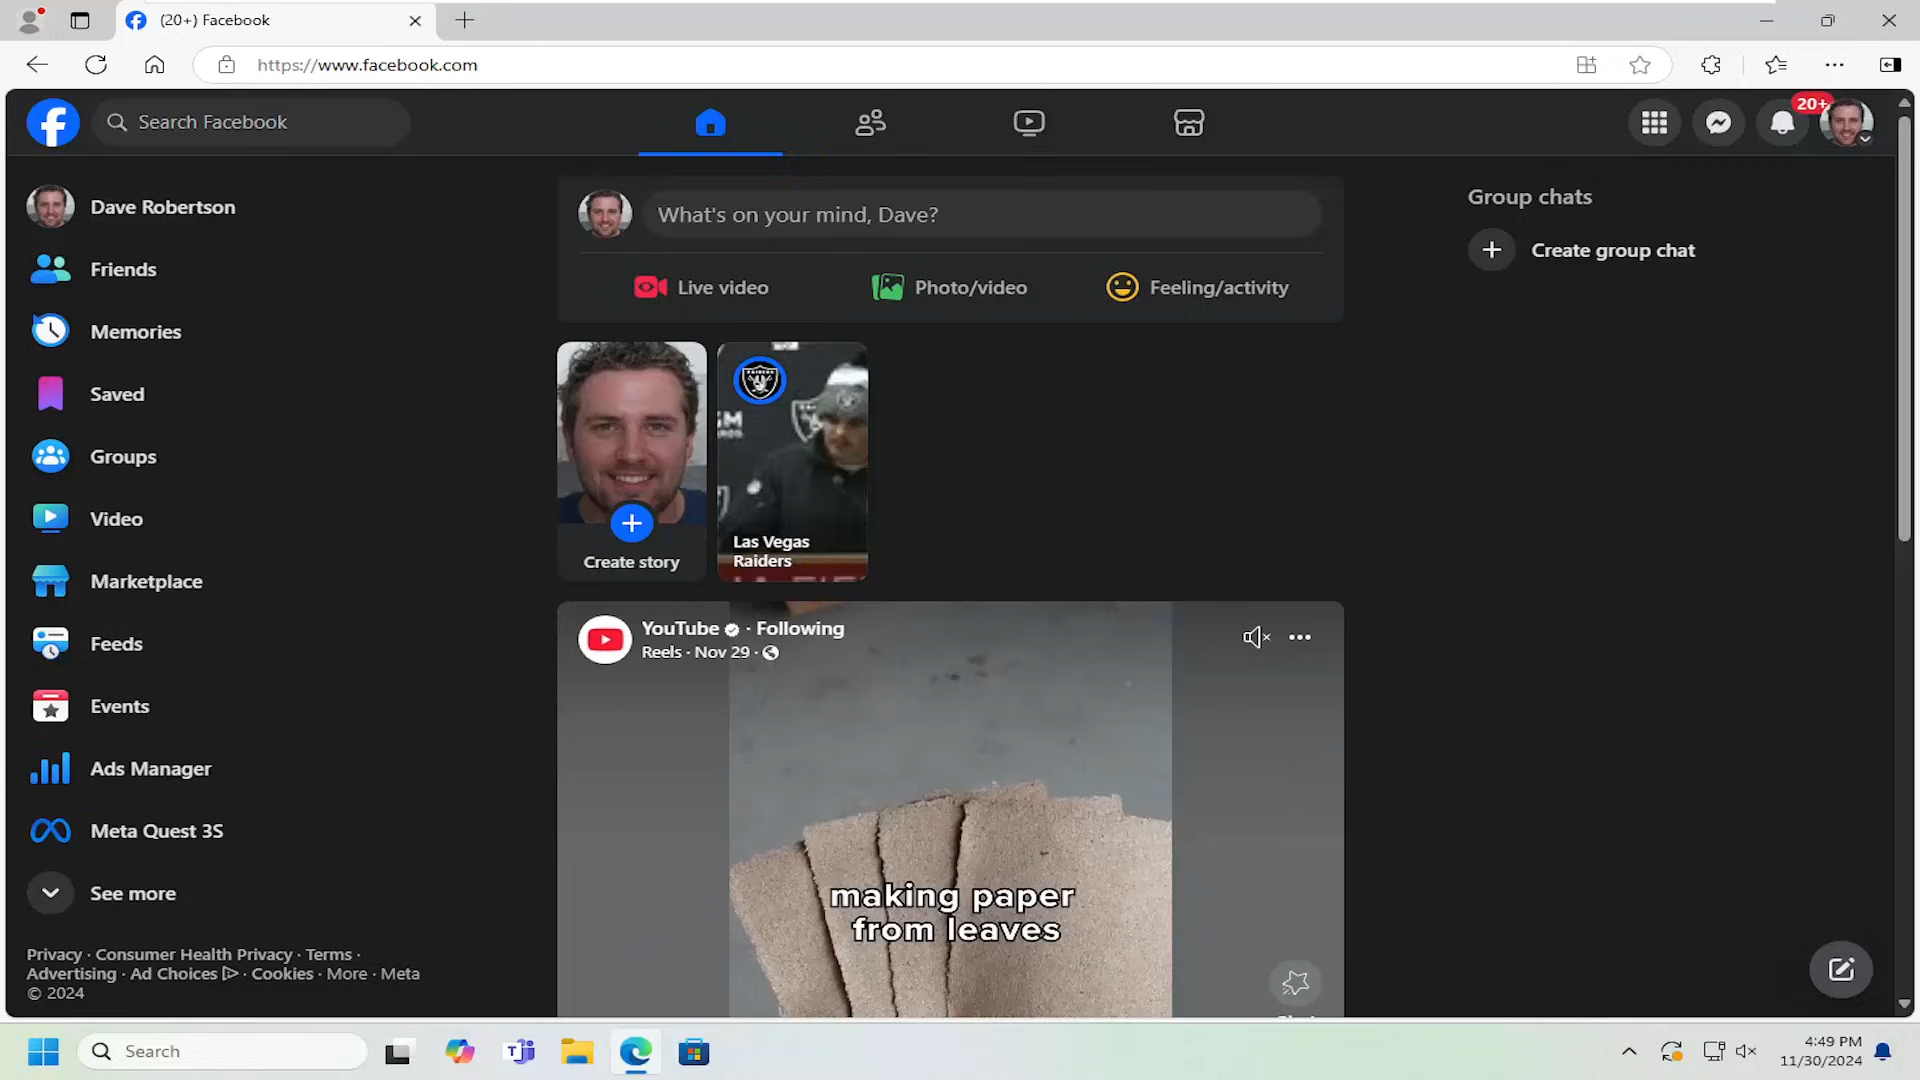 (20+) Facebook
https://www.facebook.com
Search Facebook
20+
Dave Robertson
Friends
Memories
Saved
Groups
Video
Marketplace
Feeds
Events
Ads Manager
Meta Quest 3S
See more
Privacy · Consumer Health Privacy · Terms ·
Advertising · Ad Choices · Cookies · More · Meta
© 2024
What's on your mind, Dave?
Live video
Photo/video
Feeling/activity
Create story
RAIDERS
Las Vegas
Raiders
YouTube · Following
Reels · Nov 29 ·
making paper
from leaves
Group chats
Create group chat
Search
4:49 PM
11/30/2024